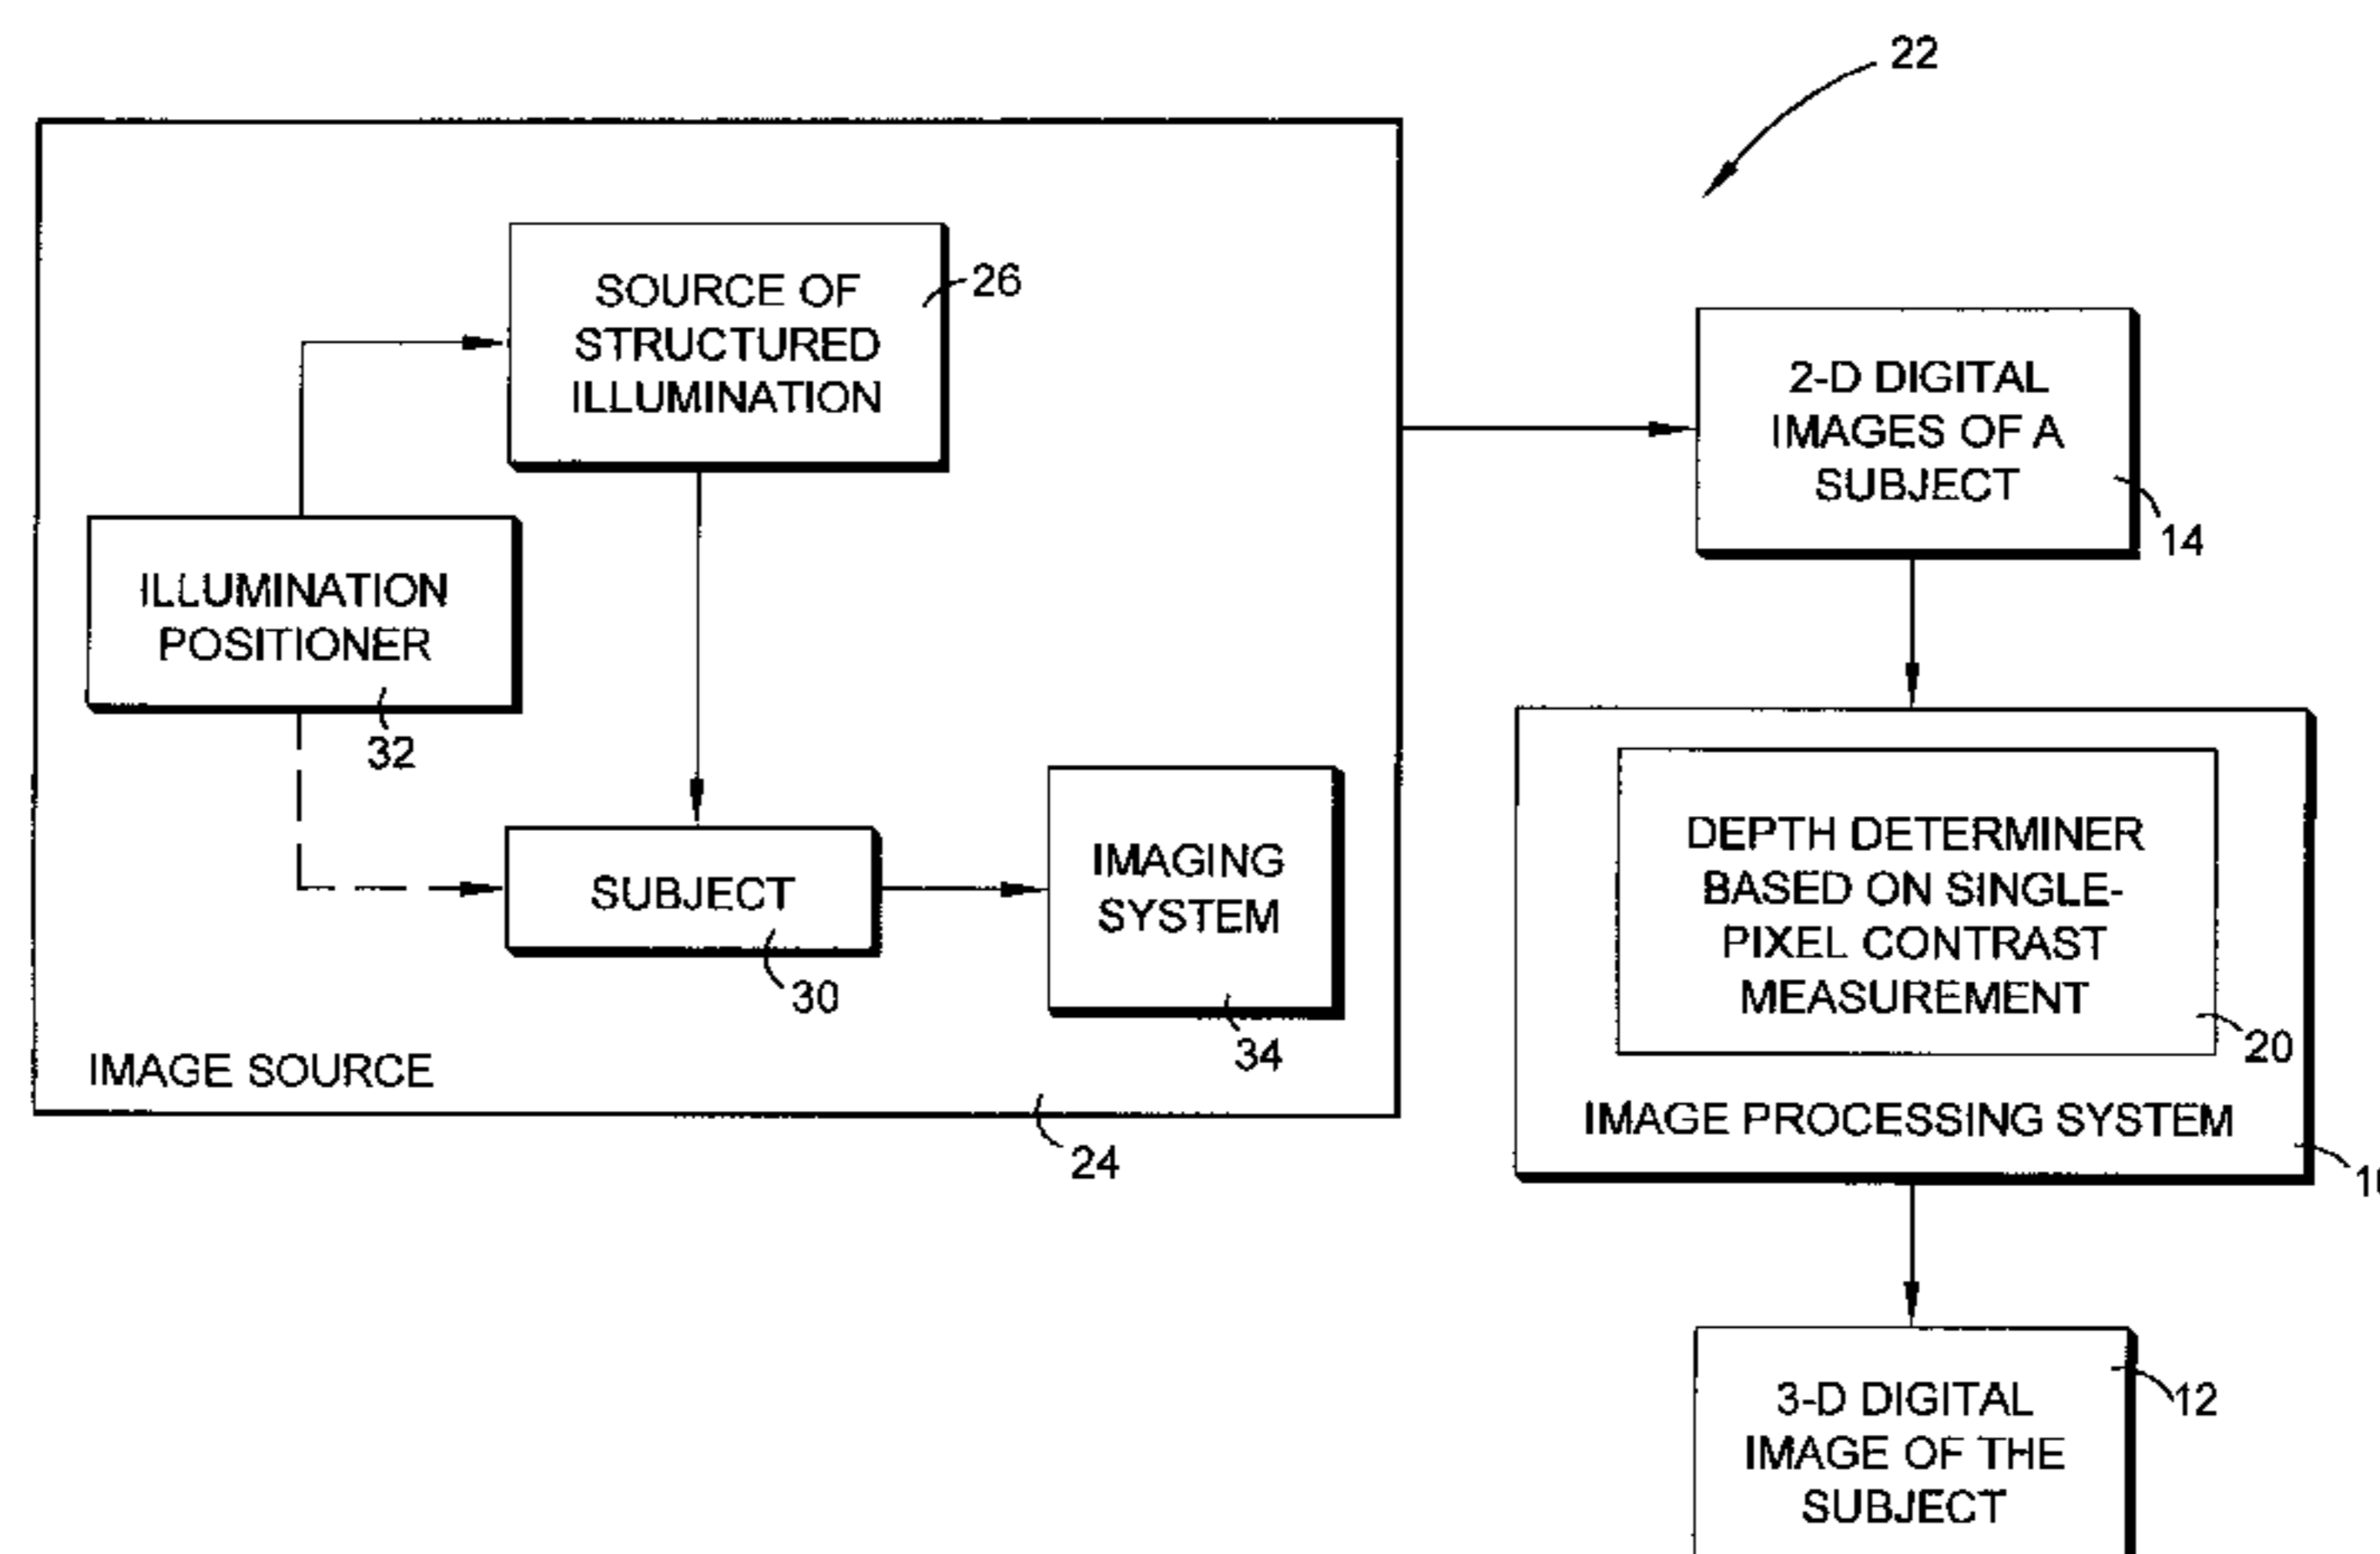 22
SOURCE OF
STRUCTURED
ILLUMINATION
26
2-D DIGITAL
IMAGES OF A
SUBJECT
14
ILLUMINATION
POSITIONER
32
SUBJECT
30
IMAGING
SYSTEM
34
IMAGE SOURCE
24
DEPTH DETERMINER
BASED ON SINGLE-
PIXEL CONTRAST
MEASUREMENT
20
IMAGE PROCESSING SYSTEM
3-D DIGITAL
IMAGE OF THE
SUBJECT
12